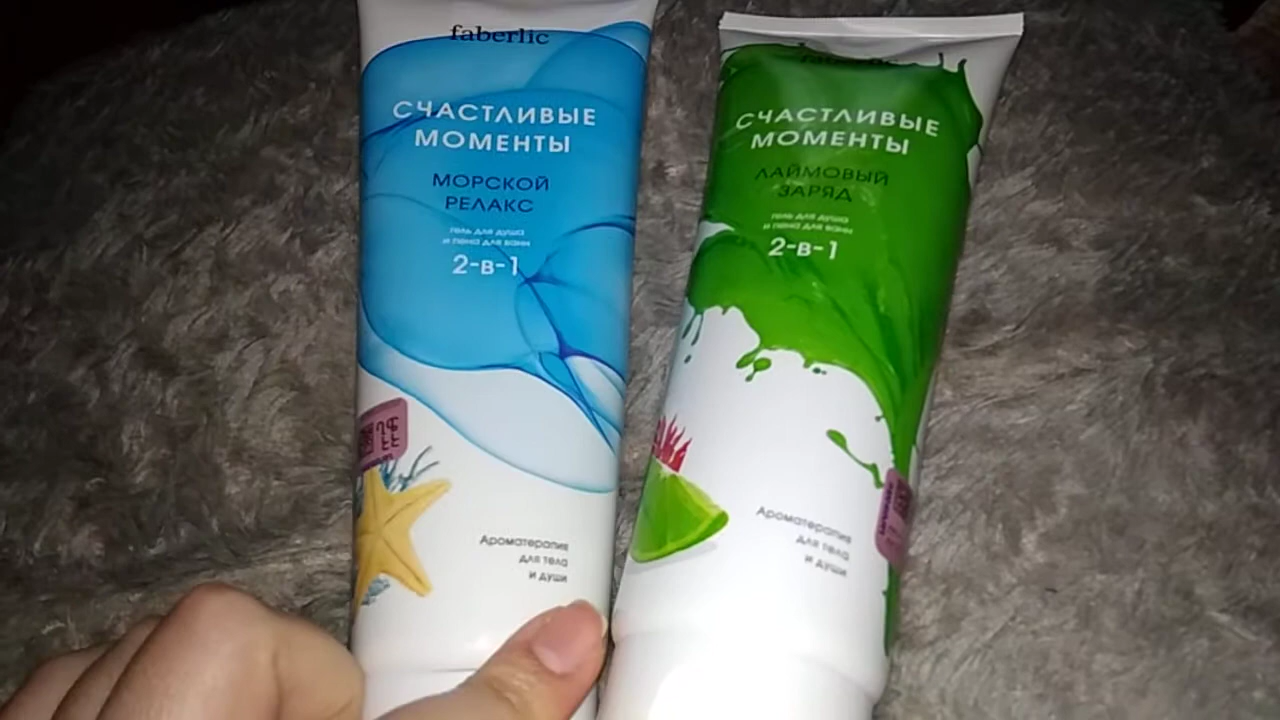 faberlic
СЧАСТЛИВЫЕ
МОМЕНТЫ
МОРСКОЙ
РЕЛАКС
гель для душа
и пена для ванн
2-в-1
Ароматерапия
для тела
и души
faberlic
СЧАСТЛИВЫЕ
МОМЕНТЫ
ЛАЙМОВЫЙ
ЗАРЯД
гель для душа
и пена для ванн
2-в-1
Ароматерапия
для тела
и души